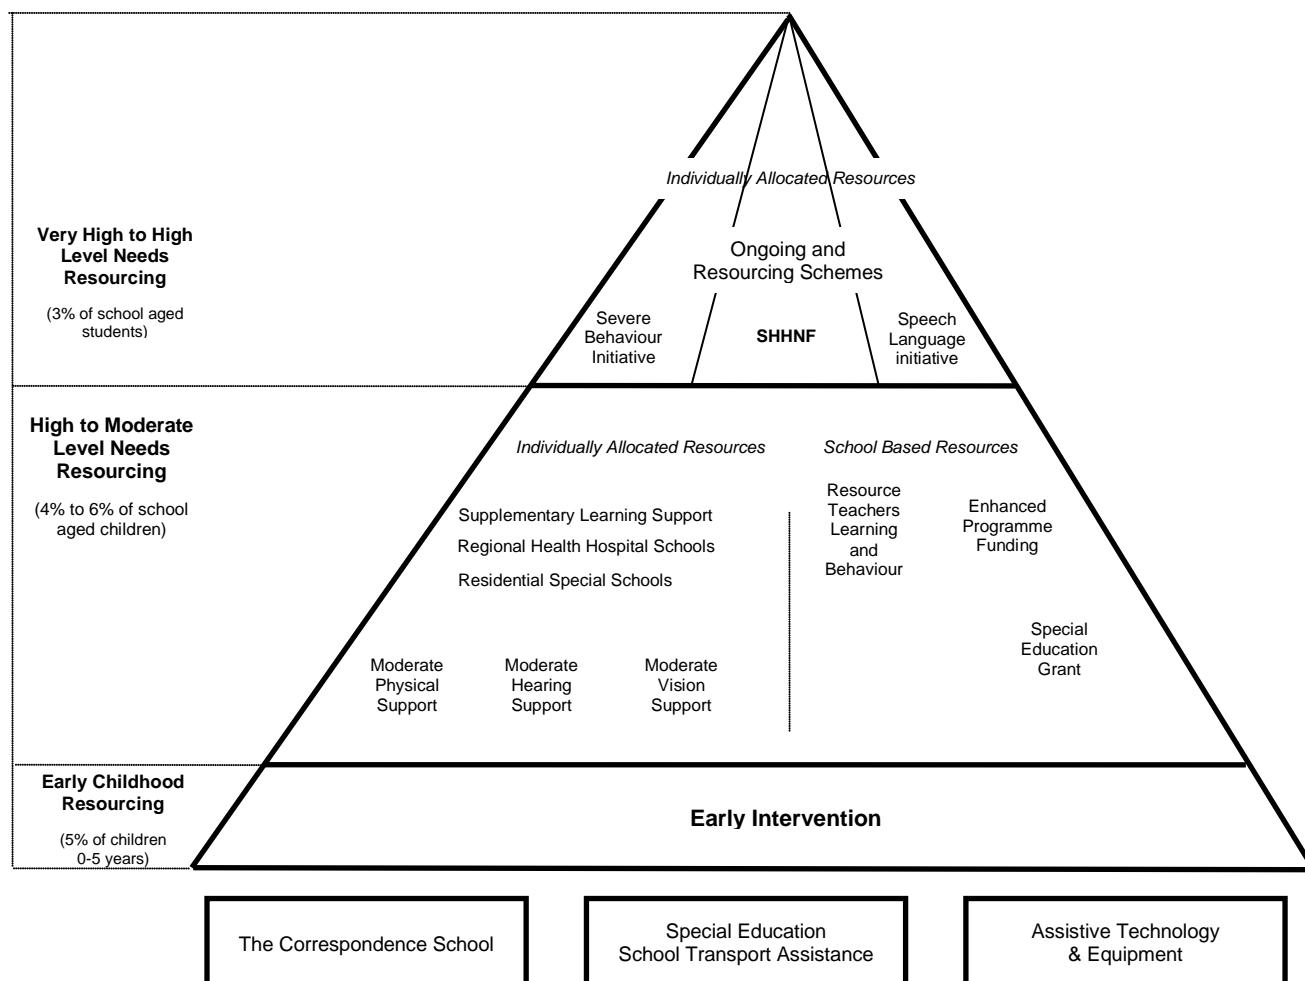 Individually Allocated Resources
Very High to High
Level Needs
Resourcing
(3% of school aged
students)
Ongoing and
Resourcing Schemes
Severe
Behaviour
Initiative
SHHNF
Speech
Language
initiative
High to Moderate
Level Needs
Resourcing
(4% to 6% of school
aged children)
Individually Allocated Resources
School Based Resources
Supplementary Learning Support
Regional Health Hospital Schools
Residential Special Schools
Resource
Teachers
Learning
and
Behaviour
Enhanced
Programme
Funding
Special
Education
Grant
Moderate
Physical
Support
Moderate
Hearing
Support
Moderate
Vision
Support
Early Childhood
Resourcing
(5% of children
0-5 years)
Early Intervention
The Correspondence School
Special Education
School Transport Assistance
Assistive Technology
& Equipment